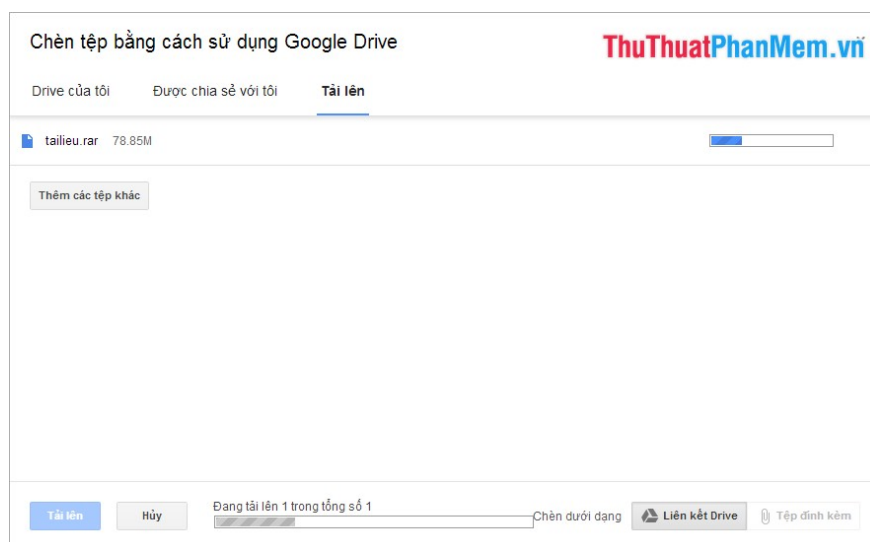 Chèn tệp bằng cách sử dụng Google Drive
ThuThuatPhanMem.vn
Drive của tôi Được chia sẻ với tôi Tải lên
tailieu.rar 78.85M
Thêm các tệp khác
Tải lên Hủy Đang tải lên 1 trong tổng số 1 Chèn dưới dạng Liên kết Drive Tệp đính kèm